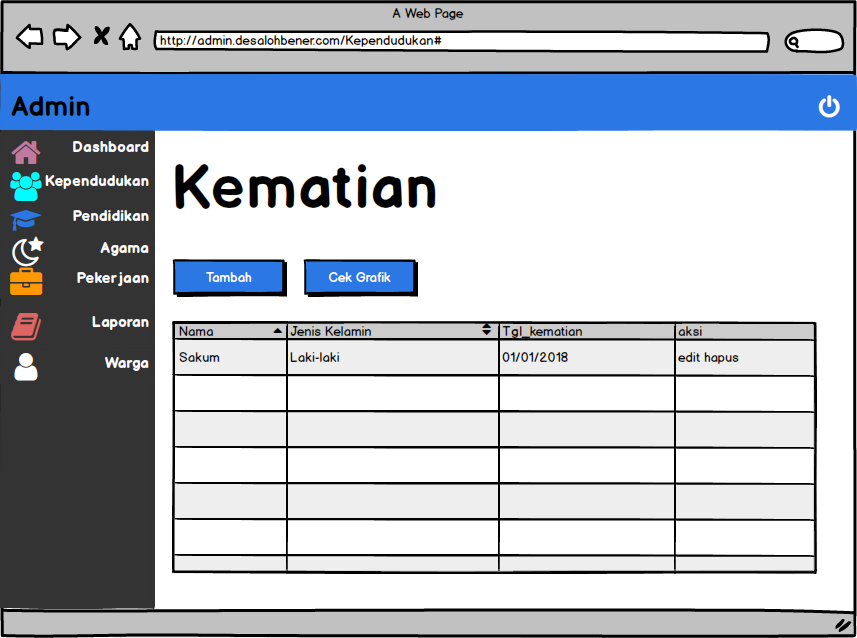 A Web Page
http://admin.desalohbener.com/Kependudukan#
Admin
Dashboard
Kependudukan
Pendidikan
Agama
Pekerjaan
Laporan
Warga
Kematian
Tambah
Cek Grafik
Nama Jenis Kelamin Tgl_kematian aksi
Sakum Laki-laki 01/01/2018 edit hapus